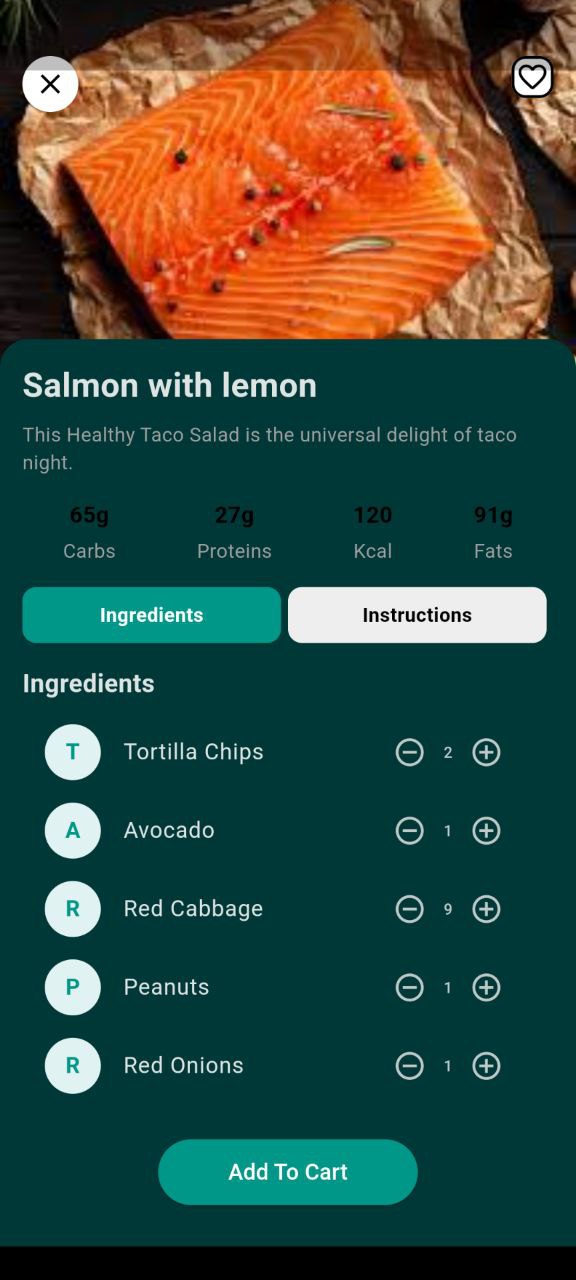 Salmon with lemon
This Healthy Taco Salad is the universal delight of taco
night.
65g 27g 120 91g
Carbs Proteins Kcal Fats
Ingredients Instructions
Ingredients
T Tortilla Chips 2
A Avocado 1
R Red Cabbage 9
P Peanuts 1
R Red Onions 1
Add To Cart